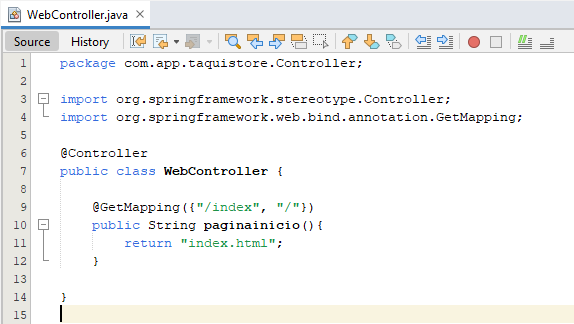 WebController.java
Source History
1 package com.app.taquistore.Controller;
2
3 import org.springframework.stereotype.Controller;
4 import org.springframework.web.bind.annotation.GetMapping;
5
6 @Controller
7 public class WebController {
8
9 @GetMapping({"/index", "/"})
10 public String paginainicio(){
11 return "index.html";
12 }
13
14 }
15